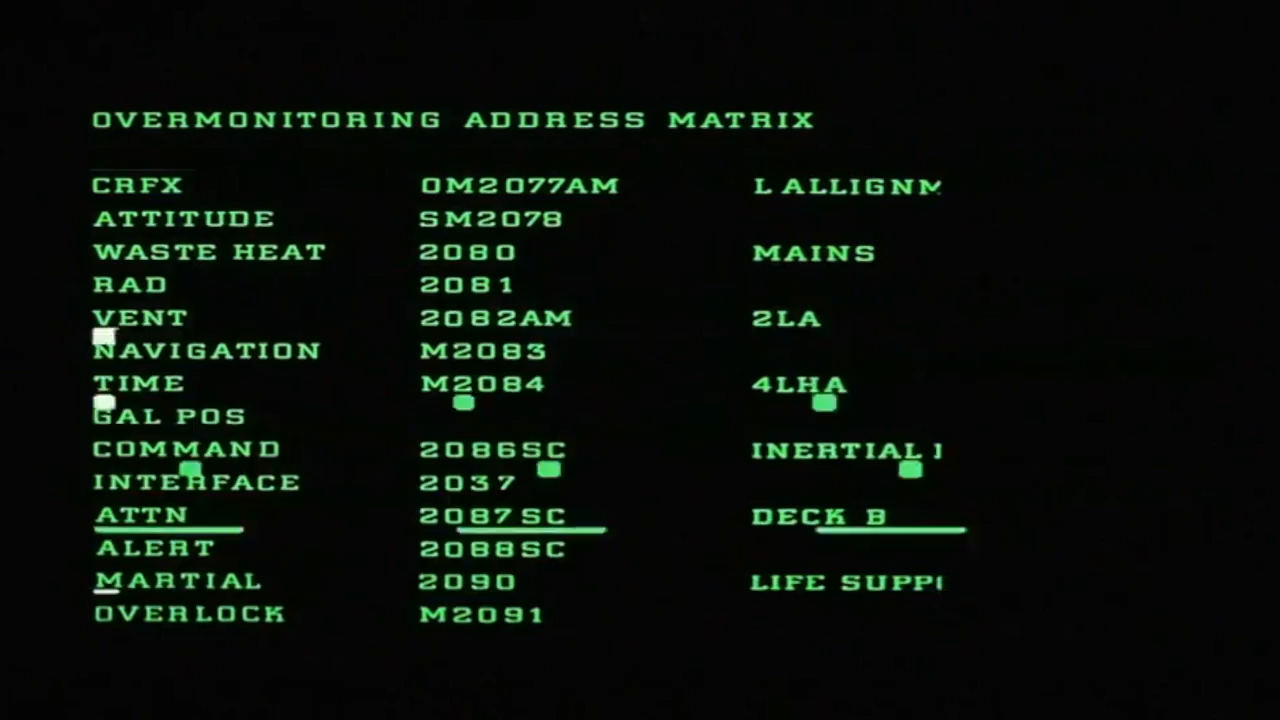 OVERMONITORING ADDRESS MATRIX
CRFX OM2077AM L ALLIGNM
ATTITUDE SM2078
WASTE HEAT 2080 MAINS
RAD 2081
VENT 2082AM 2LA
NAVIGATION M2083
TIME M2084 4LHA
GAL POS
COMMAND 2086SC INERTIAL
INTERFACE 2037
ATTN 2087SC DECK B
ALERT 2088SC
MARTIAL 2090 LIFE SUPP
OVERLOCK M2091